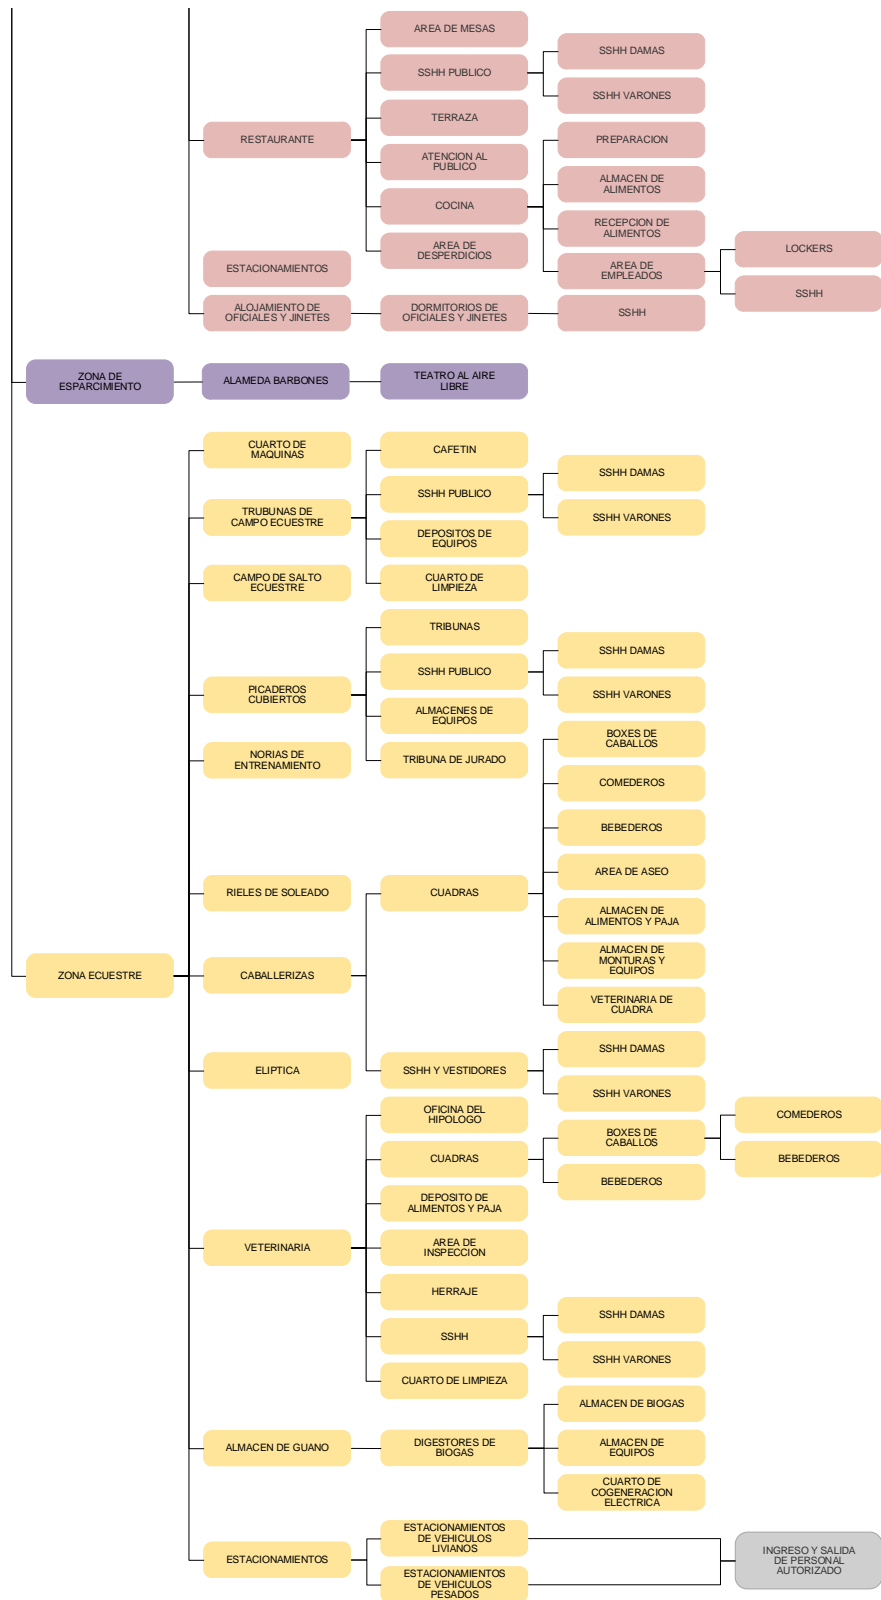 AREA DE MESAS
SSHH DAMAS
SSHH PUBLICO
SSHH VARONES
TERRAZA
RESTAURANTE
PREPARACION
ATENCION AL
PUBLICO
ALMACEN DE
ALIMENTOS
COCINA
RECEPCION DE
ALIMENTOS
AREA DE
DESPERDICIOS
LOCKERS
ESTACIONAMIENTOS
AREA DE
EMPLEADOS
SSHH
ALOJAMIENTO DE
OFICIALES Y JINETES
DORMITORIOS DE
OFICIALES Y JINETES
SSHH
ZONA DE
ESPARCIMIENTO
ALAMEDA BARBONES
TEATRO AL AIRE
LIBRE
CUARTO DE
MAQUINAS
CAFETIN
SSHH DAMAS
SSHH PUBLICO
TRUBUNAS DE
CAMPO ECUESTRE
SSHH VARONES
DEPOSITOS DE
EQUIPOS
CAMPO DE SALTO
ECUESTRE
CUARTO DE
LIMPIEZA
TRIBUNAS
SSHH DAMAS
SSHH PUBLICO
PICADEROS
CUBIERTOS
SSHH VARONES
ALMACENES DE
EQUIPOS
BOXES DE
CABALLOS
NORIAS DE
ENTRENAMIENTO
TRIBUNA DE JURADO
COMEDEROS
BEBEDEROS
AREA DE ASEO
RIELES DE SOLEADO
CUADRAS
ALMACEN DE
ALIMENTOS Y PAJA
ALMACEN DE
MONTURAS Y
EQUIPOS
ZONA ECUESTRE
CABALLERIZAS
VETERINARIA DE
CUADRA
SSHH DAMAS
ELIPTICA
SSHH Y VESTIDORES
SSHH VARONES
OFICINA DEL
HIPOLOGO
COMEDEROS
BOXES DE
CABALLOS
CUADRAS
BEBEDEROS
BEBEDEROS
DEPOSITO DE
ALIMENTOS Y PAJA
VETERINARIA
AREA DE
INSPECCION
HERRAJE
SSHH DAMAS
SSHH
SSHH VARONES
CUARTO DE LIMPIEZA
ALMACEN DE BIOGAS
ALMACEN DE GUANO
DIGESTORES DE
BIOGAS
ALMACEN DE
EQUIPOS
CUARTO DE
COGENERACION
ELECTRICA
ESTACIONAMIENTOS
DE VEHICULOS
LIVIANOS
ESTACIONAMIENTOS
INGRESO Y SALIDA
DE PERSONAL
AUTORIZADO
ESTACIONAMIENTOS
DE VEHICULOS
PESADOS